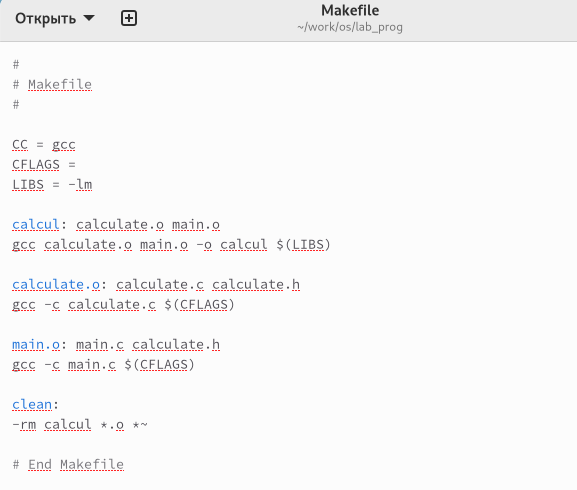 Открыть
Makefile
~/work/os/lab_prog
#
# Makefile
#
CC = gcc
CFLAGS =
LIBS = -lm
calcul: calculate.o main.o
gcc calculate.o main.o -o calcul $(LIBS)
calculate.o: calculate.c calculate.h
gcc -c calculate.c $(CFLAGS)
main.o: main.c calculate.h
gcc -c main.c $(CFLAGS)
clean:
-rm calcul *.o *~
# End Makefile